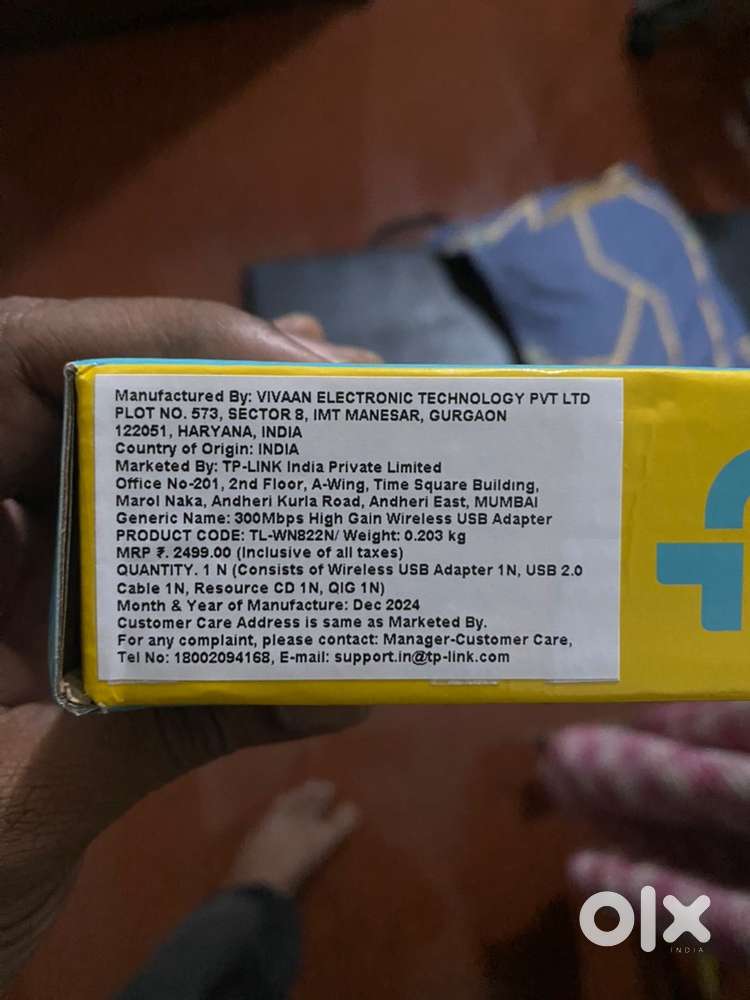 Manufactured By: VIVAAN ELECTRONIC TECHNOLOGY PVT LTD
PLOT NO. 573, SECTOR 8, IMT MANESAR, GURGAON
122051, HARYANA, INDIA
Country of Origin: INDIA
Marketed By: TP-LINK India Private Limited
Office No-201, 2nd Floor, A-Wing, Time Square Building,
Marol Naka, Andheri Kurla Road, Andheri East, MUMBAI
Generic Name: 300Mbps High Gain Wireless USB Adapter
PRODUCT CODE: TL-WN822N/ Weight: 0.203 kg
MRP ₹. 2499.00 (Inclusive of all taxes)
QUANTITY. 1 N (Consists of Wireless USB Adapter 1N, USB 2.0
Cable 1N, Resource CD 1N, QIG 1N)
Month & Year of Manufacture: Dec 2024
Customer Care Address is same as Marketed By.
For any complaint, please contact: Manager-Customer Care,
Tel No: 18002094168, E-mail: support.in@tp-link.com
olx
INDIA